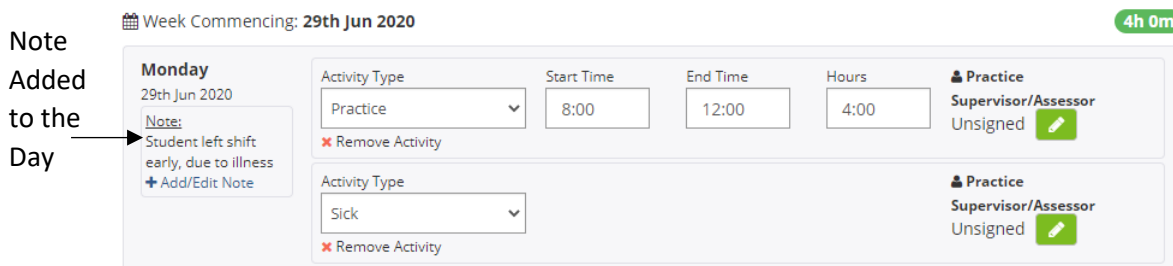 Week Commencing: 29th Jun 2020
4h 0m
Note
Added
to the
Day
Monday
29th Jun 2020
Note:
Student left shift
early, due to illness
Add/Edit Note
Activity Type
Start Time
End Time
Hours
Practice
8:00
12:00
4:00
Remove Activity
Practice
Supervisor/Assessor
Unsigned
Activity Type
Sick
Remove Activity
Practice
Supervisor/Assessor
Unsigned